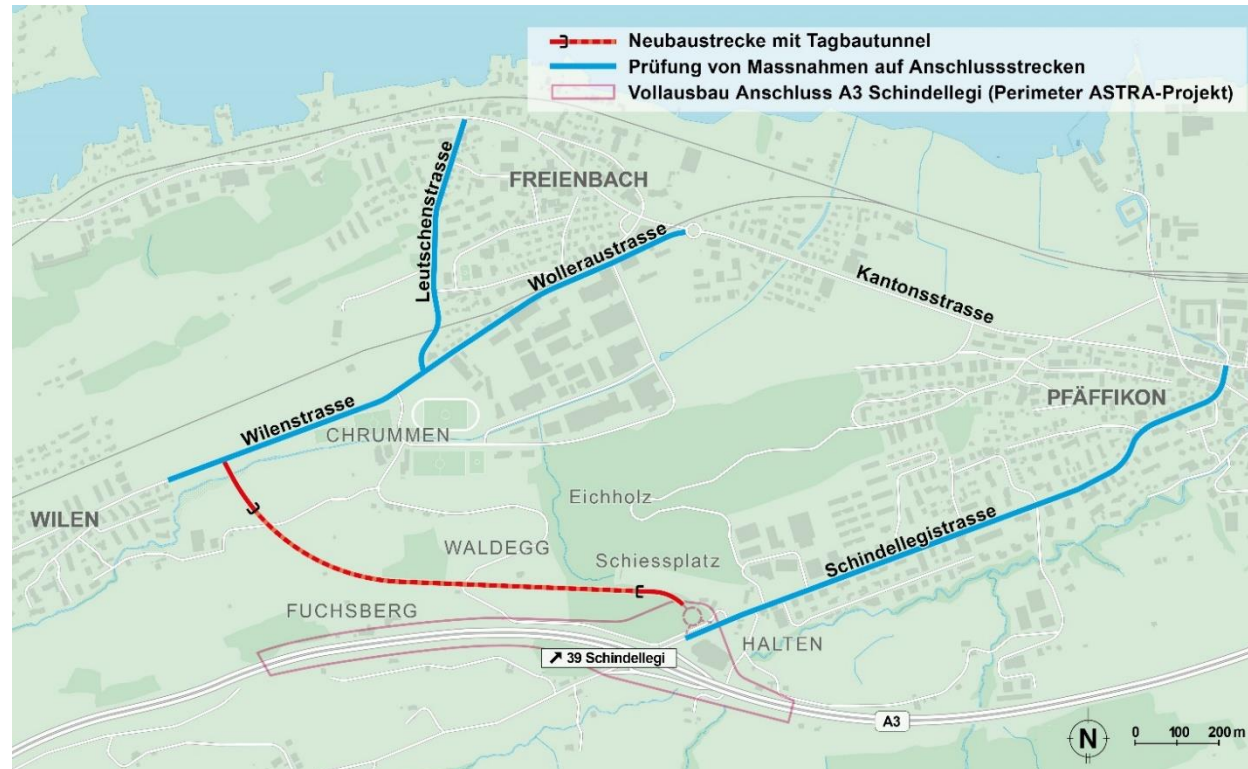 Neubaustrecke mit Tagbautunnel
Prüfung von Massnahmen auf Anschlussstrecken
Vollausbau Anschluss A3 Schindellegi (Perimeter ASTRA-Projekt)
FREIENBACH
Leutschenstrasse
Wolleraustrasse
Kantonsstrasse
PFÄFFIKON
Wilenstrasse
CHRUMMEN
Eichholz
WILEN
WALDEGG
Schiessplatz
Schindellegistrasse
FUCHSBERG
HALTEN
39 Schindellegi
A3
N
0 100 200 m